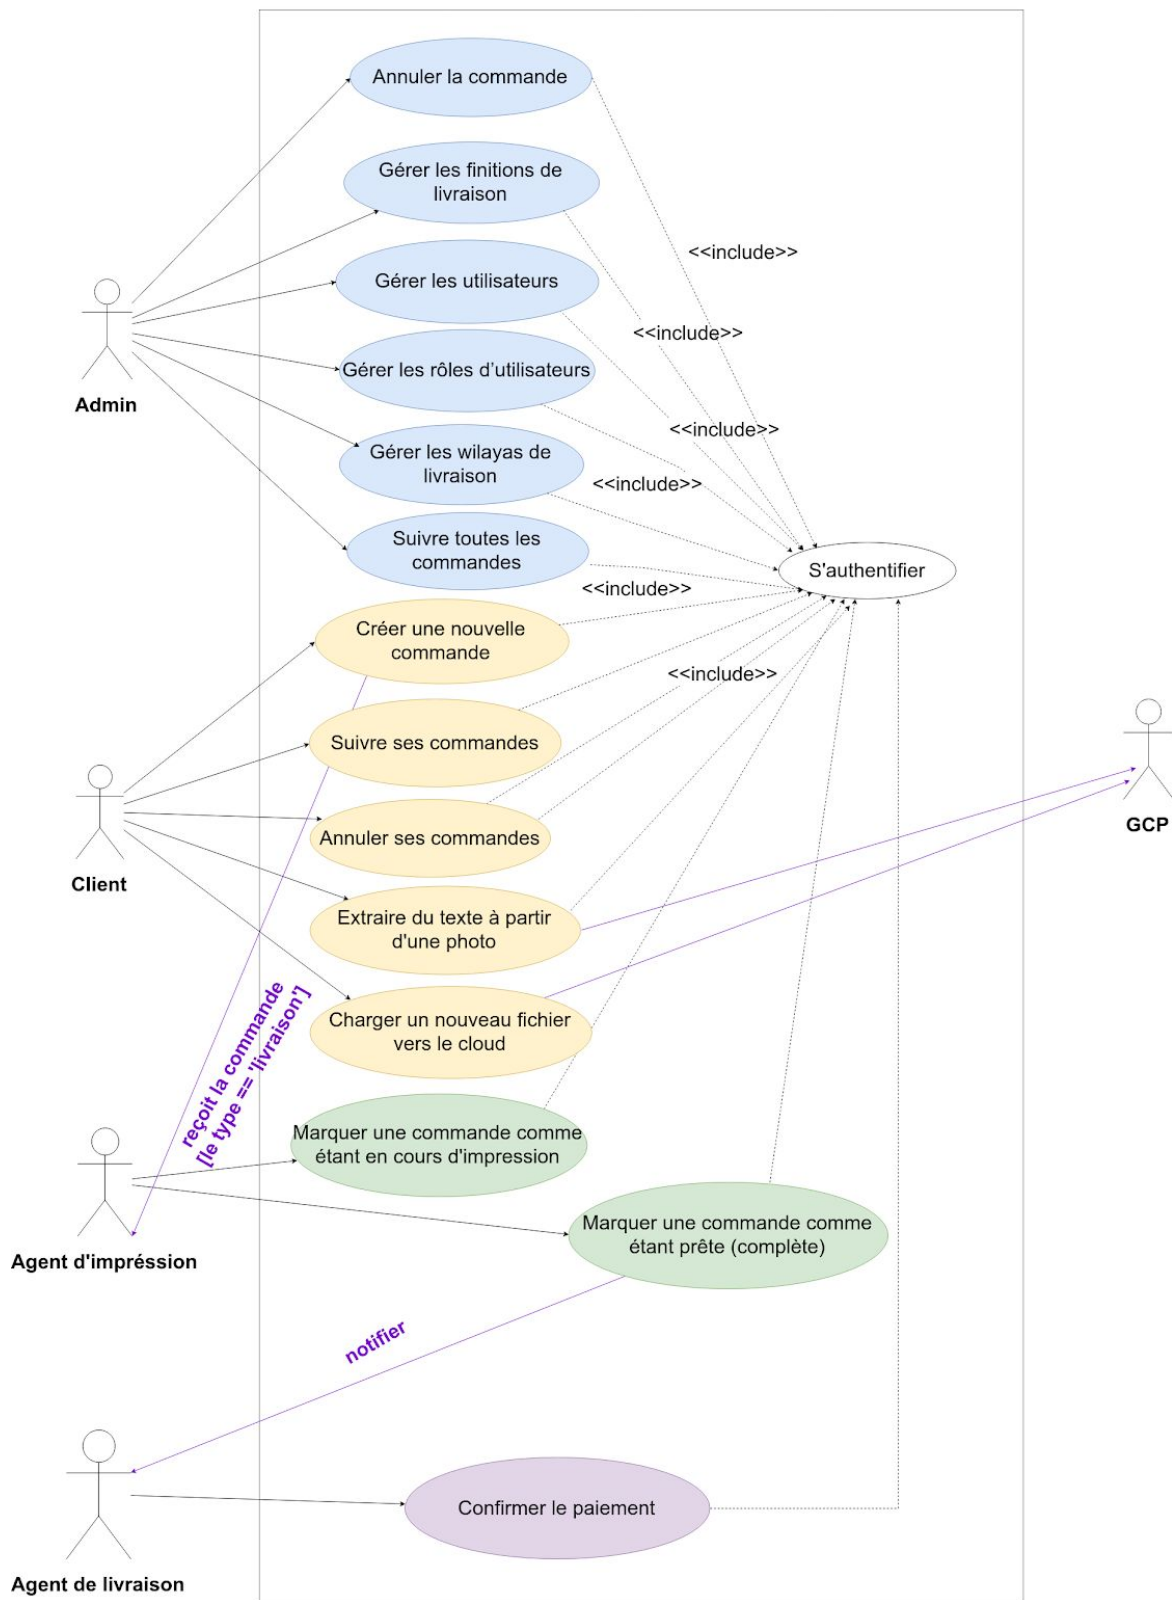 Annuler la commande
Gérer les finitions de
livraison
<<include>>
Gérer les utilisateurs
<<include>>
Gérer les rôles d'utilisateurs
Admin
<<include>>
Gérer les wilayas de
livraison
<<include>>
Suivre toutes les
commandes
S'authentifier
<<include>>
Créer une nouvelle
commande
<<include>>
Suivre ses commandes
GCP
Annuler ses commandes
Client
Extraire du texte à partir
d'une photo
reçoit la commande
[le type == 'livraison']
Charger un nouveau fichier
vers le cloud
Marquer une commande comme
étant en cours d'impression
Marquer une commande comme
étant prête (complète)
Agent d'impréssion
notifier
Confirmer le paiement
Agent de livraison